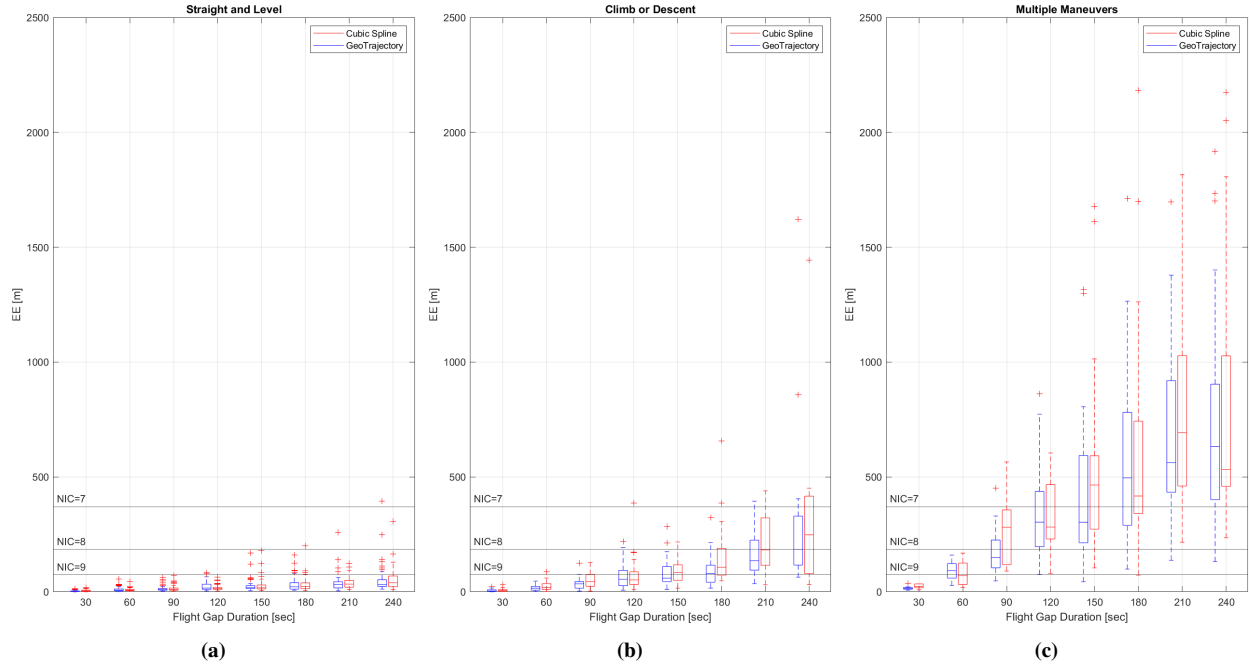 Straight and Level
2500
2000
1500
1000
500
0
EE [m]
Cubic Spline
GeoTrajectory
NIC=7
NIC=8
NIC=9
30 60 90 120 150 180 210 240
Flight Gap Duration [sec]
(a)
Climb or Descent
2500
2000
1500
1000
500
0
EE [m]
Cubic Spline
GeoTrajectory
NIC=7
NIC=8
NIC=9
30 60 90 120 150 180 210 240
Flight Gap Duration [sec]
(b)
Multiple Maneuvers
2500
2000
1500
1000
500
0
EE [m]
Cubic Spline
GeoTrajectory
NIC=7
NIC=8
NIC=9
30 60 90 120 150 180 210 240
Flight Gap Duration [sec]
(c)